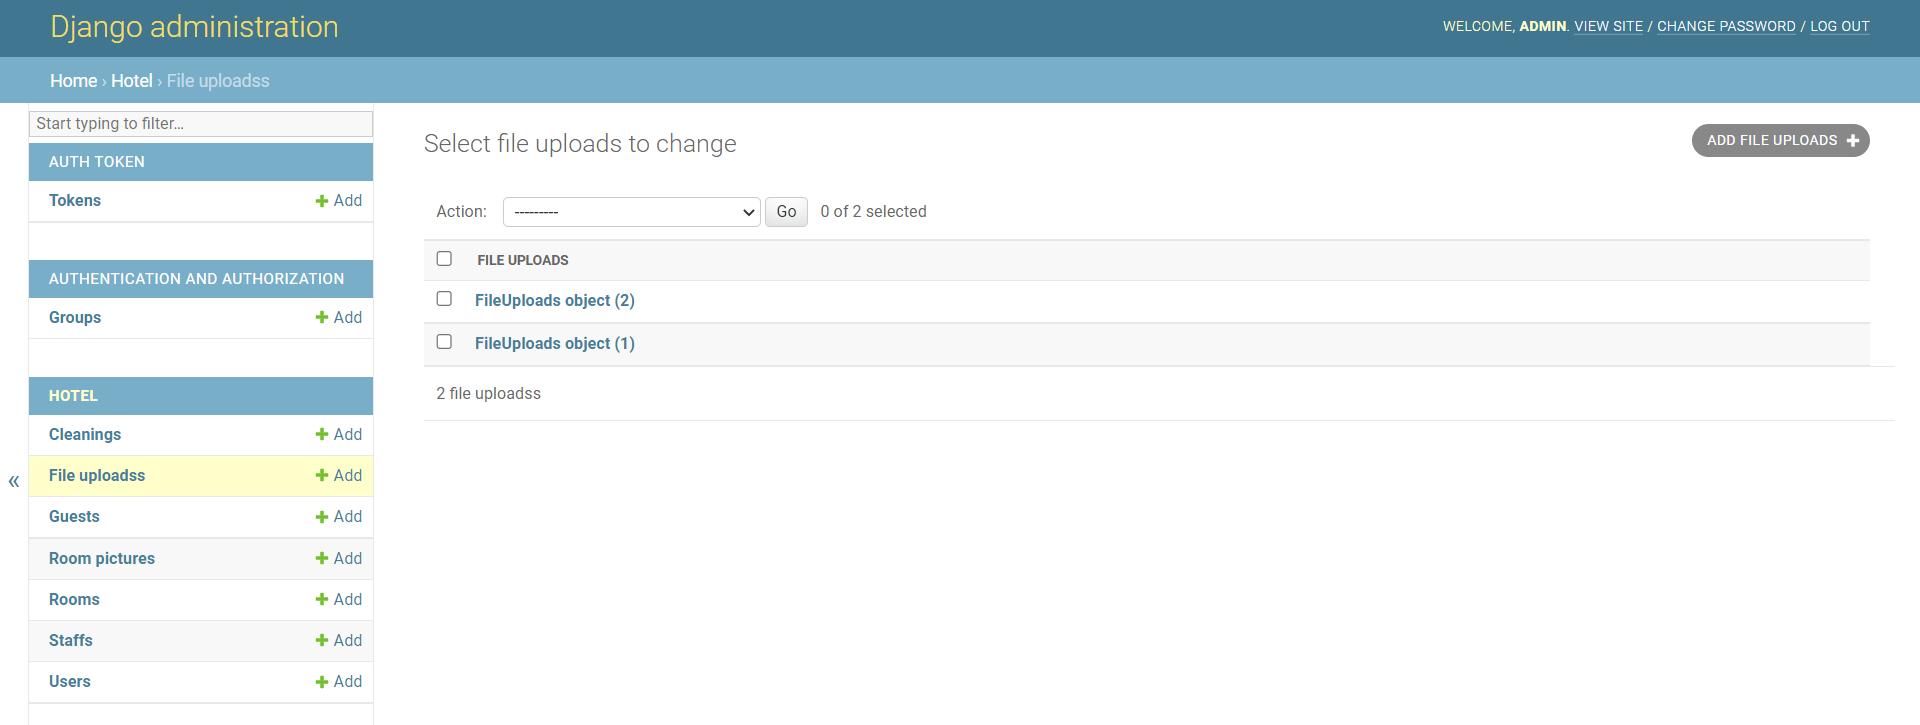 Django administration
WELCOME, ADMIN. VIEW SITE / CHANGE PASSWORD / LOG OUT
Home › Hotel › File uploadss
Start typing to filter...
AUTH TOKEN
Tokens + Add
AUTHENTICATION AND AUTHORIZATION
Groups + Add
HOTEL
Cleanings + Add
File uploadss + Add
Guests + Add
Room pictures + Add
Rooms + Add
Staffs + Add
Users + Add
«
Select file uploads to change
ADD FILE UPLOADS +
Action: --------- Go 0 of 2 selected
FILE UPLOADS
FileUploads object (2)
FileUploads object (1)
2 file uploadss